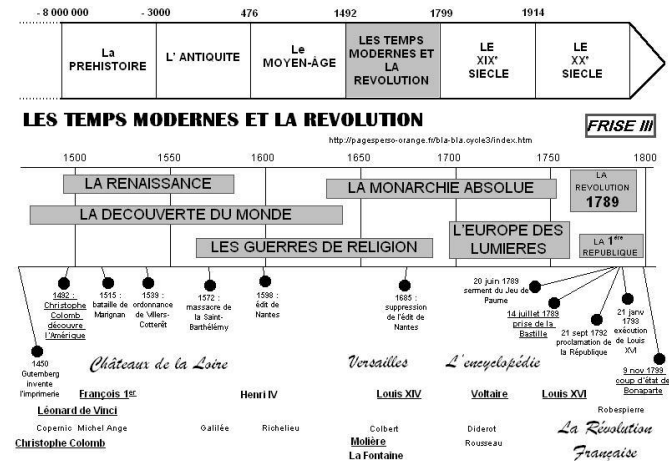 - 8 000 000 - 3000 476 1492 1799 1914
La PREHISTOIRE
L' ANTIQUITE
Le MOYEN-ÂGE
LES TEMPS
MODERNES ET
LA
REVOLUTION
LE
XIXe
SIECLE
LE
XXe
SIECLE
LES TEMPS MODERNES ET LA REVOLUTION
FRISE III
http://pagesperso-orange.fr/bla-bla.cycle3/index.htm
1500 1550 1600 1650 1700 1750 1800
LA RENAISSANCE
LA MONARCHIE ABSOLUE
LA
REVOLUTION
1789
LA DECOUVERTE DU MONDE
LES GUERRES DE RELIGION
L'EUROPE DES
LUMIERES
LA 1ère
REPUBLIQUE
1492 :
Christophe
Colomb
découvre
l'Amérique
1515 :
bataille de
Marignan
1539 :
ordonnance
de Villers-
Cotterêt
1572 :
massacre de
la Saint-
Barthélémy
1598 :
édit de
Nantes
1685 :
suppression
de l'édit de
Nantes
20 juin 1789
serment du Jeu de
Paume
14 juillet 1789
prise de la
Bastille
21 sept 1792
proclamation de
la République
21 janv
1793
exécution
de Louis
XVI
9 nov 1799
coup d'état de
Bonaparte
1450
Gutemberg
invente
l'imprimerie
Châteaux de la Loire
Versailles
L'encyclopédie
François 1er
Henri IV
Louis XIV
Voltaire
Louis XVI
Léonard de Vinci
Robespierre
Copernic Michel Ange
Galilée
Richelieu
Colbert
Diderot
La Révolution
Française
Christophe Colomb
Molière
Rousseau
La Fontaine